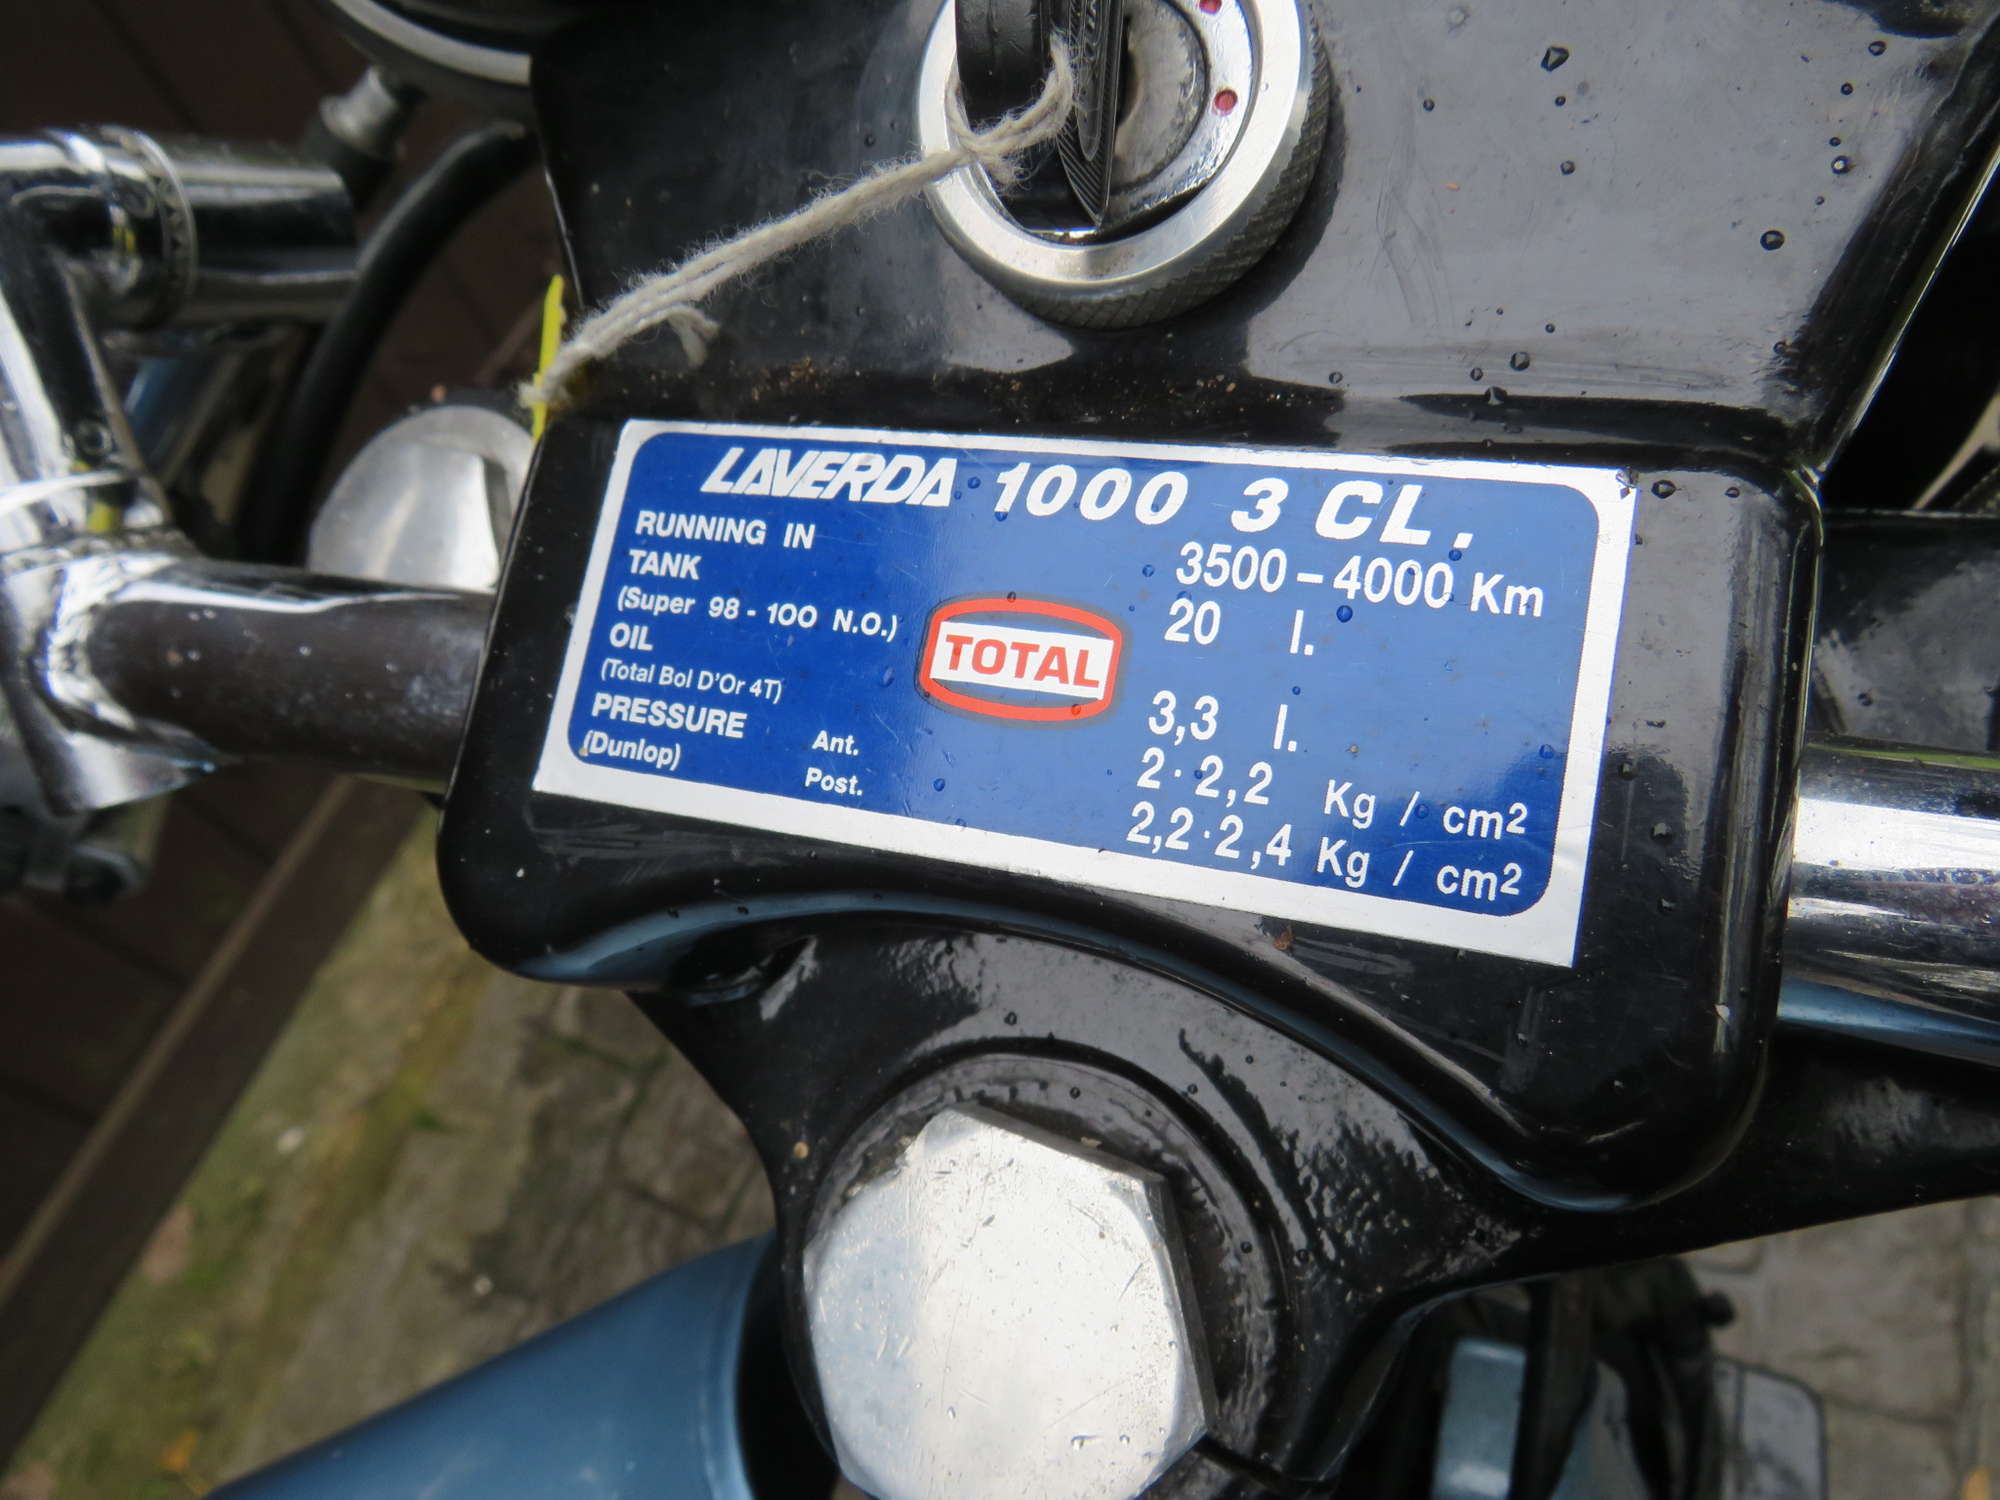 LAVERDA 1000 3 CL.
RUNNING IN 3500-4000 Km
TANK 20 l.
(Super 98-100 N.O.)
OIL 3,3 l.
(Total Bol D'Or 4T)
TOTAL
PRESSURE Ant. 2·2,2 Kg / cm²
(Dunlop) Post. 2,2·2,4 Kg / cm²